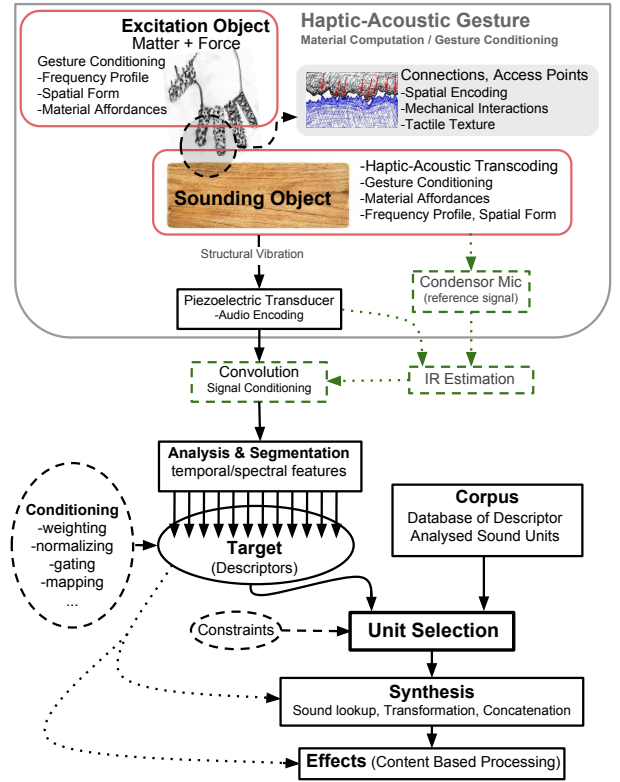 Excitation Object
Matter + Force
Gesture Conditioning
-Frequency Profile
-Spatial Form
-Material Affordances
Haptic-Acoustic Gesture
Material Computation / Gesture Conditioning
Connections, Access Points
-Spatial Encoding
-Mechanical Interactions
-Tactile Texture
Sounding Object
-Haptic-Acoustic Transcoding
-Gesture Conditioning
-Material Affordances
-Frequency Profile, Spatial Form
Structural Vibration
Condensor Mic
(reference signal)
Piezoelectric Transducer
-Audio Encoding
Convolution
Signal Conditioning
IR Estimation
Analysis & Segmentation
temporal/spectral features
Conditioning
-weighting
-normalizing
-gating
-mapping
...
Target
(Descriptors)
Corpus
Database of Descriptor
Analysed Sound Units
Constraints
Unit Selection
Synthesis
Sound lookup, Transformation, Concatenation
Effects (Content Based Processing)